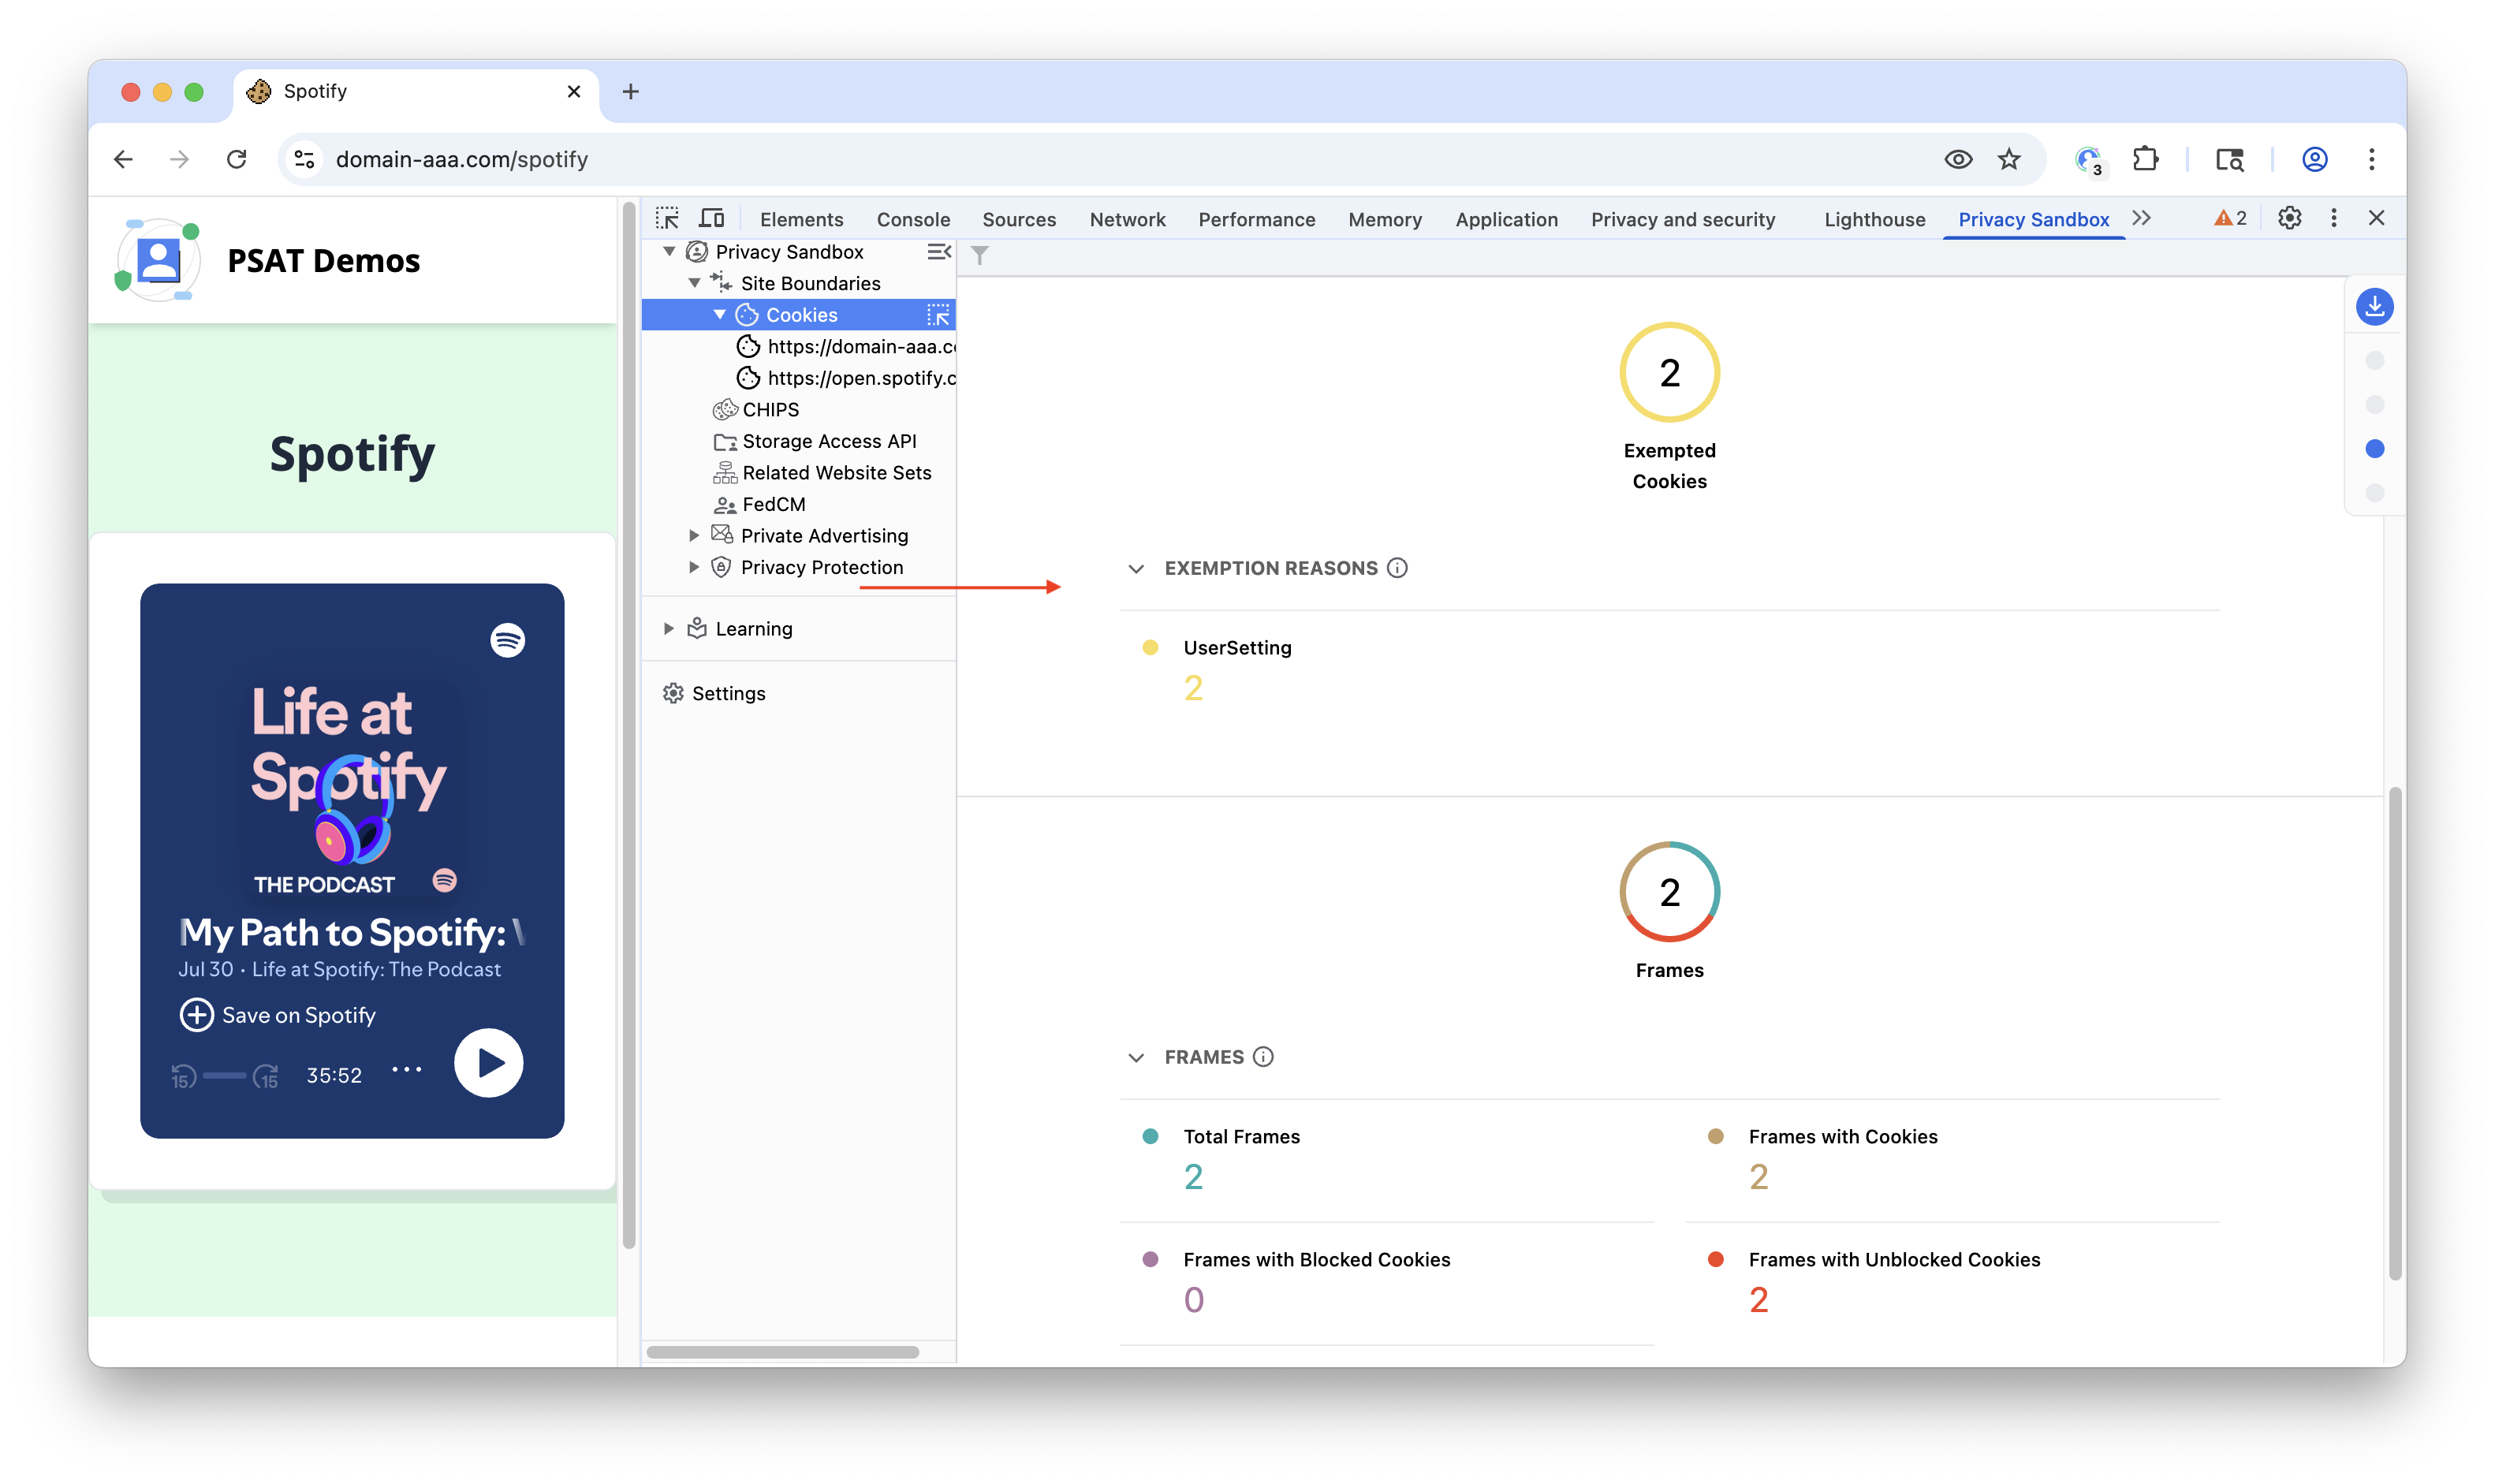 Spotify
domain-aaa.com/spotify
3
PSAT Demos
Spotify
Life at
Spotify
THE PODCAST
My Path to Spotify:
Jul 30 · Life at Spotify: The Podcast
Save on Spotify
15 15 35:52
Elements Console Sources Network Performance Memory Application Privacy and security Lighthouse Privacy Sandbox 2
Privacy Sandbox
Site Boundaries
Cookies
https://domain-aaa.c
https://open.spotify.c
CHIPS
Storage Access API
Related Website Sets
FedCM
Private Advertising
Privacy Protection
Learning
Settings
2
Exempted
Cookies
EXEMPTION REASONS
UserSetting
2
2
Frames
FRAMES
Total Frames
2
Frames with Cookies
2
Frames with Blocked Cookies
0
Frames with Unblocked Cookies
2